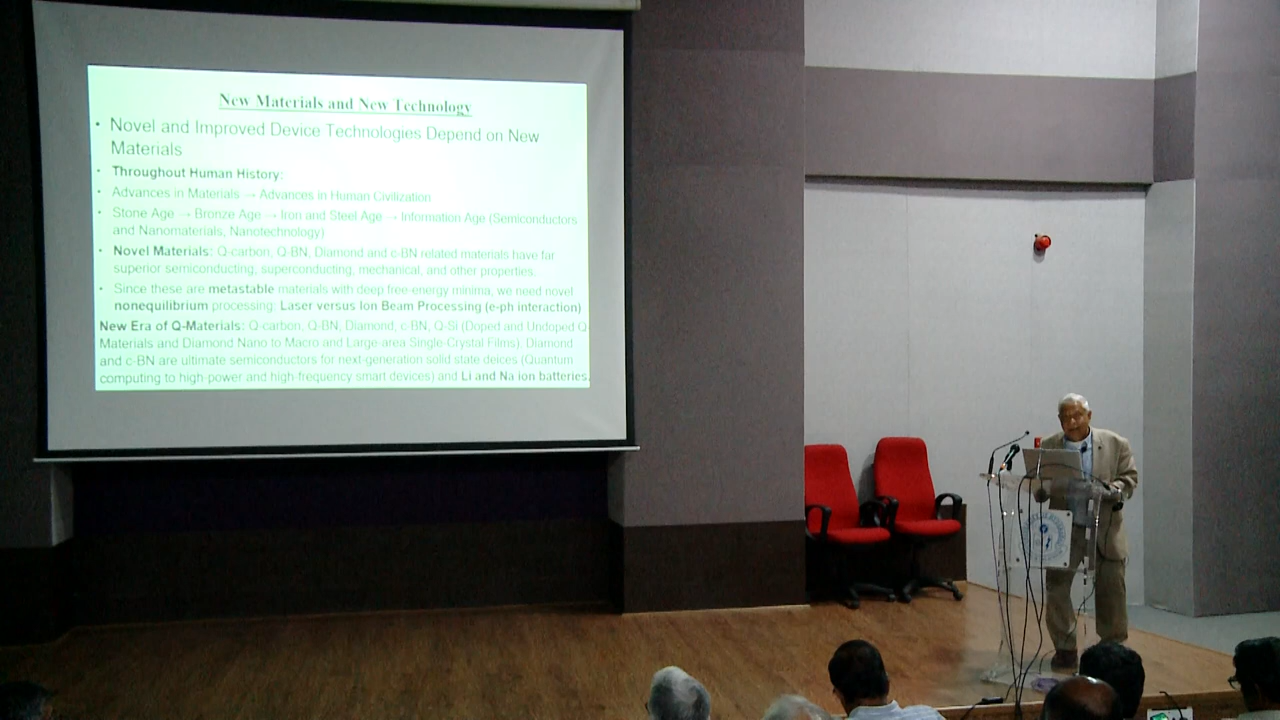 New Materials and New Technology
• Novel and Improved Device Technologies Depend on New
Materials
• Throughout Human History:
• Advances in Materials → Advances in Human Civilization
• Stone Age → Bronze Age → Iron and Steel Age → Information Age (Semiconductors
and Nanomaterials, Nanotechnology)
• Novel Materials: Q-carbon, Q-BN, Diamond and c-BN related materials have far
superior semiconducting, superconducting, mechanical, and other properties.
• Since these are metastable materials with deep free-energy minima, we need novel
nonequilibrium processing: Laser versus Ion Beam Processing (e-ph interaction)
New Era of Q-Materials: Q-carbon, Q-BN, Diamond, c-BN, Q-Si (Doped and Undoped Q
Materials and Diamond Nano to Macro and Large-area Single-Crystal Films). Diamond
and c-BN are ultimate semiconductors for next-generation solid state deices (Quantum
computing to high-power and high-frequency smart devices) and Li and Na ion batteries.